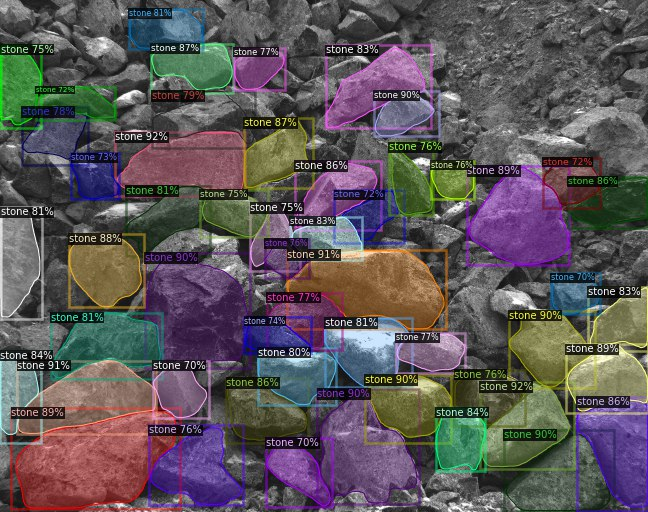 stone 81%
stone 75%
stone 87%
stone 77%
stone 83%
stone 72%
stone 79%
stone 90%
stone 78%
stone 92%
stone 87%
stone 73%
stone 86%
stone 76%
stone 76%
stone 89%
stone 72%
stone 86%
stone 81%
stone 75%
stone 72%
stone 81%
stone 75%
stone 83%
stone 88%
stone 90%
stone 76%
stone 91%
stone 70%
stone 83%
stone 77%
stone 81%
stone 74%
stone 81%
stone 77%
stone 90%
stone 84%
stone 91%
stone 70%
stone 80%
stone 89%
stone 86%
stone 90%
stone 90%
stone 76%
stone 92%
stone 89%
stone 76%
stone 84%
stone 86%
stone 70%
stone 90%